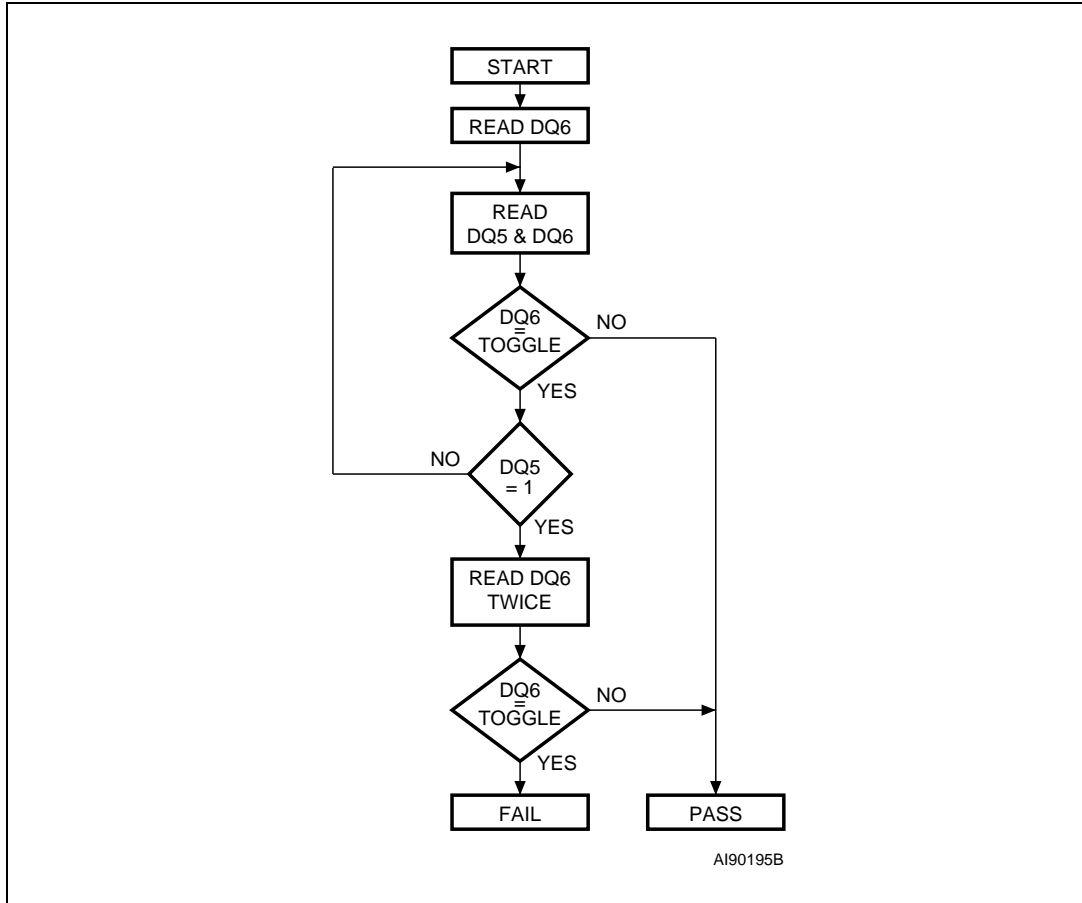 START
READ DQ6
READ
DQ5 & DQ6
DQ6
=
TOGGLE
NO
YES
NO
DQ5
= 1
YES
READ DQ6
TWICE
DQ6
=
TOGGLE
NO
YES
FAIL
PASS
AI90195B